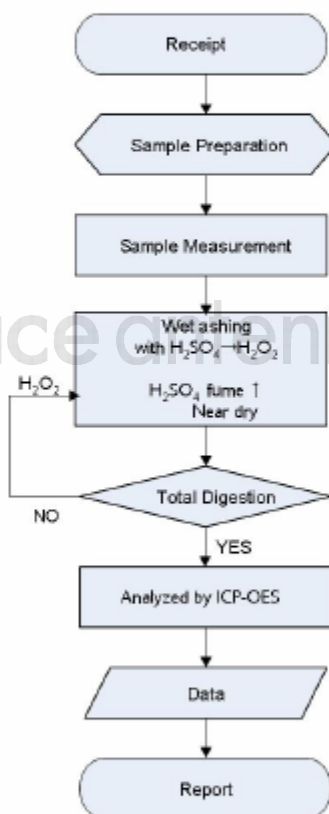 Receipt
Sample Preparation
Sample Measurement
Wet ashing
with H₂SO₄→H₂O₂
H₂O₂
H₂SO₄ fume ↑
Near dry
Total Digestion
NO
YES
Analyzed by ICP-OES
Data
Report